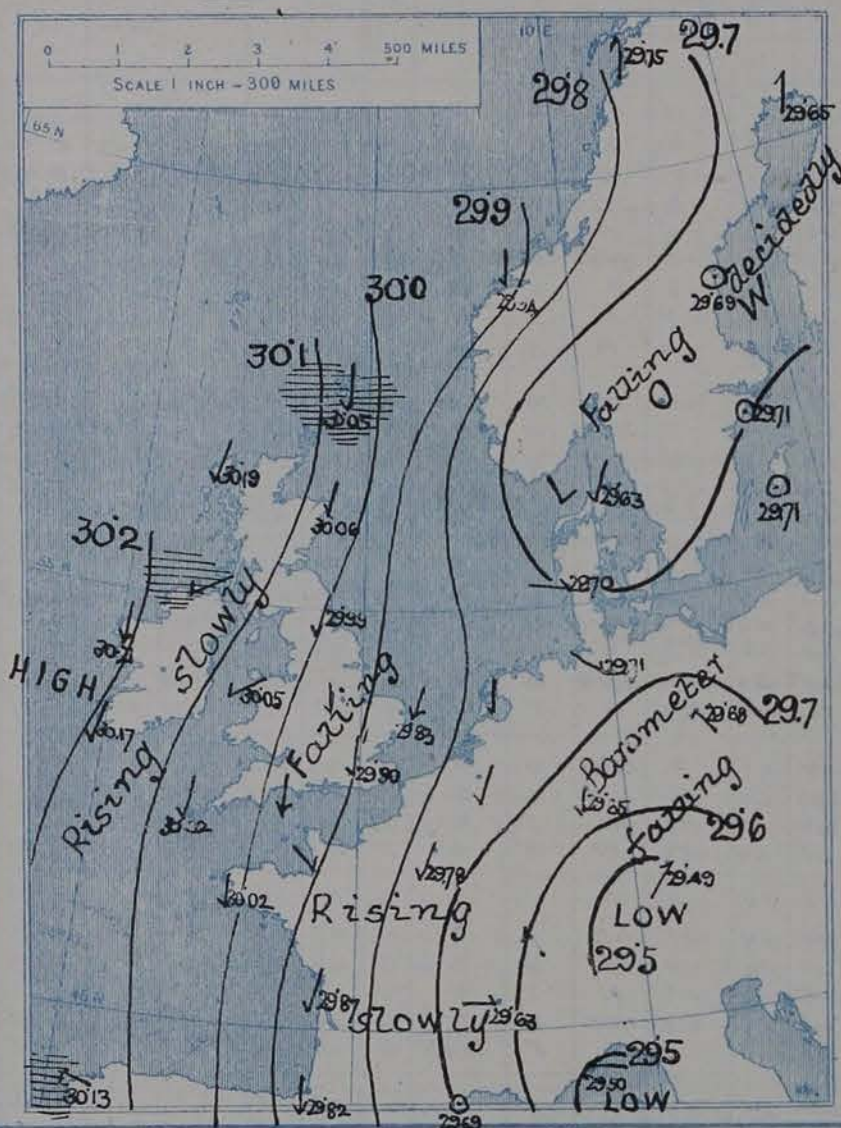 0 1 2 3 4 500 MILES
SCALE 1 INCH - 300 MILES
10 E
29.7
29.75
29.8
29.65
65 N
29.9
decidedly
W
29.69
30.0
30.1
30.05
Falling
O
29.71
30.19
30.06
29.63
29.71
30.2
slowly
29.70
29.99
29.71
HIGH
30.05
Falling
Barometer
30.17
29.83
29.68
29.7
Rising
29.90
Falling
29.6
29.78
29.49
30.02
Rising
LOW
29.5
45 N
29.87
slowly
29.63
29.5
29.50
30.13
29.82
29.69
LOW